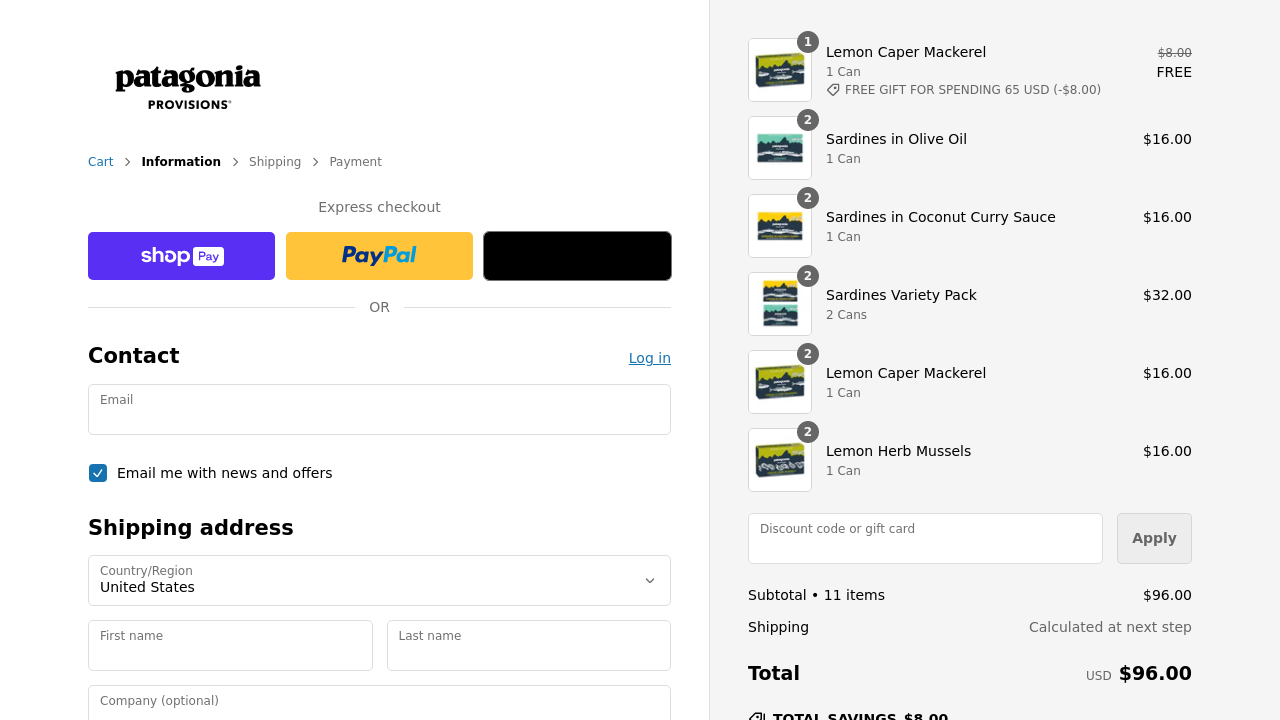 patagonia
PROVISIONS®
Cart > Information > Shipping > Payment
Express checkout
shop Pay
PayPal
OR
Contact
Log in
Email
Email me with news and offers
Shipping address
Country/Region
United States
First name
Last name
Company (optional)
1
Lemon Caper Mackerel
$8.00
1 Can
FREE
FREE GIFT FOR SPENDING 65 USD (-$8.00)
2
Sardines in Olive Oil
$16.00
1 Can
2
Sardines in Coconut Curry Sauce
$16.00
1 Can
2
Sardines Variety Pack
$32.00
2 Cans
2
Lemon Caper Mackerel
$16.00
1 Can
2
Lemon Herb Mussels
$16.00
1 Can
Discount code or gift card
Apply
Subtotal • 11 items
$96.00
Shipping
Calculated at next step
Total
USD $96.00
TOTAL SAVINGS $8.00